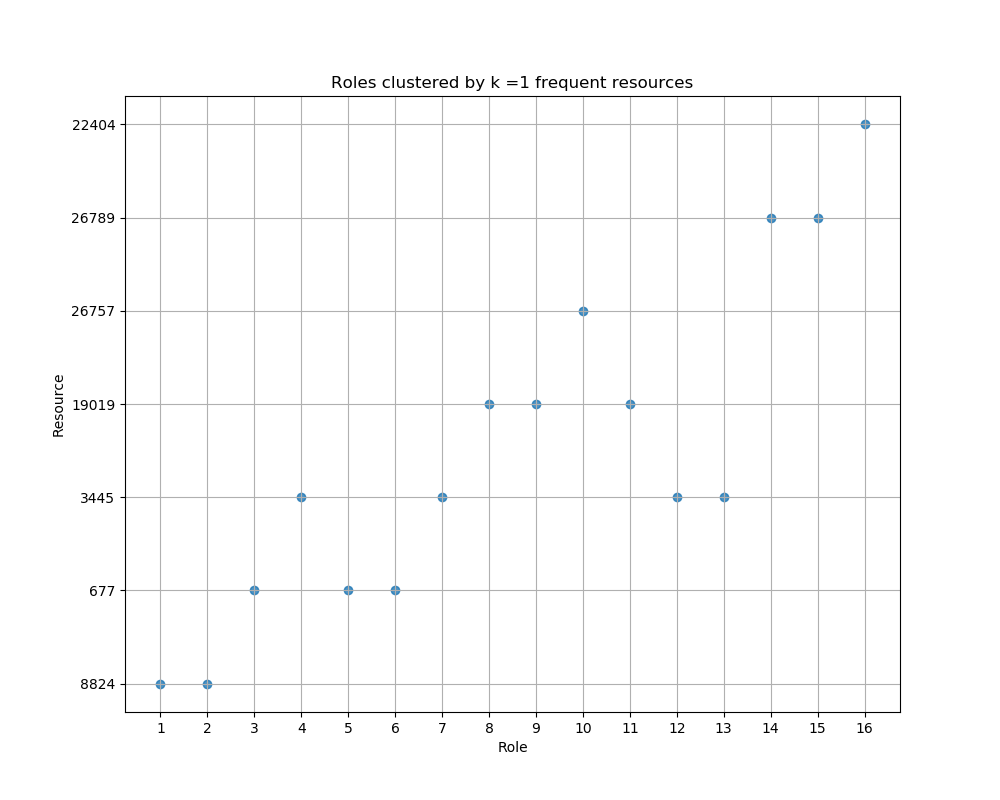 Roles clustered by k =1 frequent resources
22404
26789
26757
19019
3445
677
8824
Resource
1 2 3 4 5 6 7 8 9 10 11 12 13 14 15 16
Role